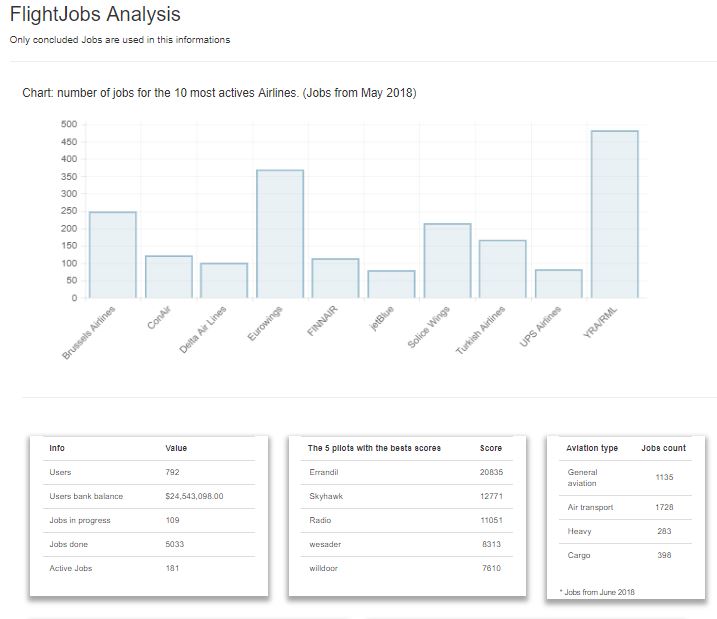 FlightJobs Analysis
Only concluded Jobs are used in this informations
Chart: number of jobs for the 10 most actives Airlines. (Jobs from May 2018)
500
450
400
350
300
250
200
150
100
50
0
Brussels Airlines
ConAir
Delta Air Lines
Eurowings
FINNAIR
jetBlue
Solice Wings
Turkish Airlines
UPS Airlines
YRA/RML
Info Value
Users 792
Users bank balance $24,543,098.00
Jobs in progress 109
Jobs done 5033
Active Jobs 181
The 5 pilots with the bests scores Score
Errandil 20835
Skyhawk 12771
Radio 11051
wesader 8313
willdoor 7610
Aviation type Jobs count
General
aviation 1135
Air transport 1728
Heavy 283
Cargo 398
* Jobs from June 2018